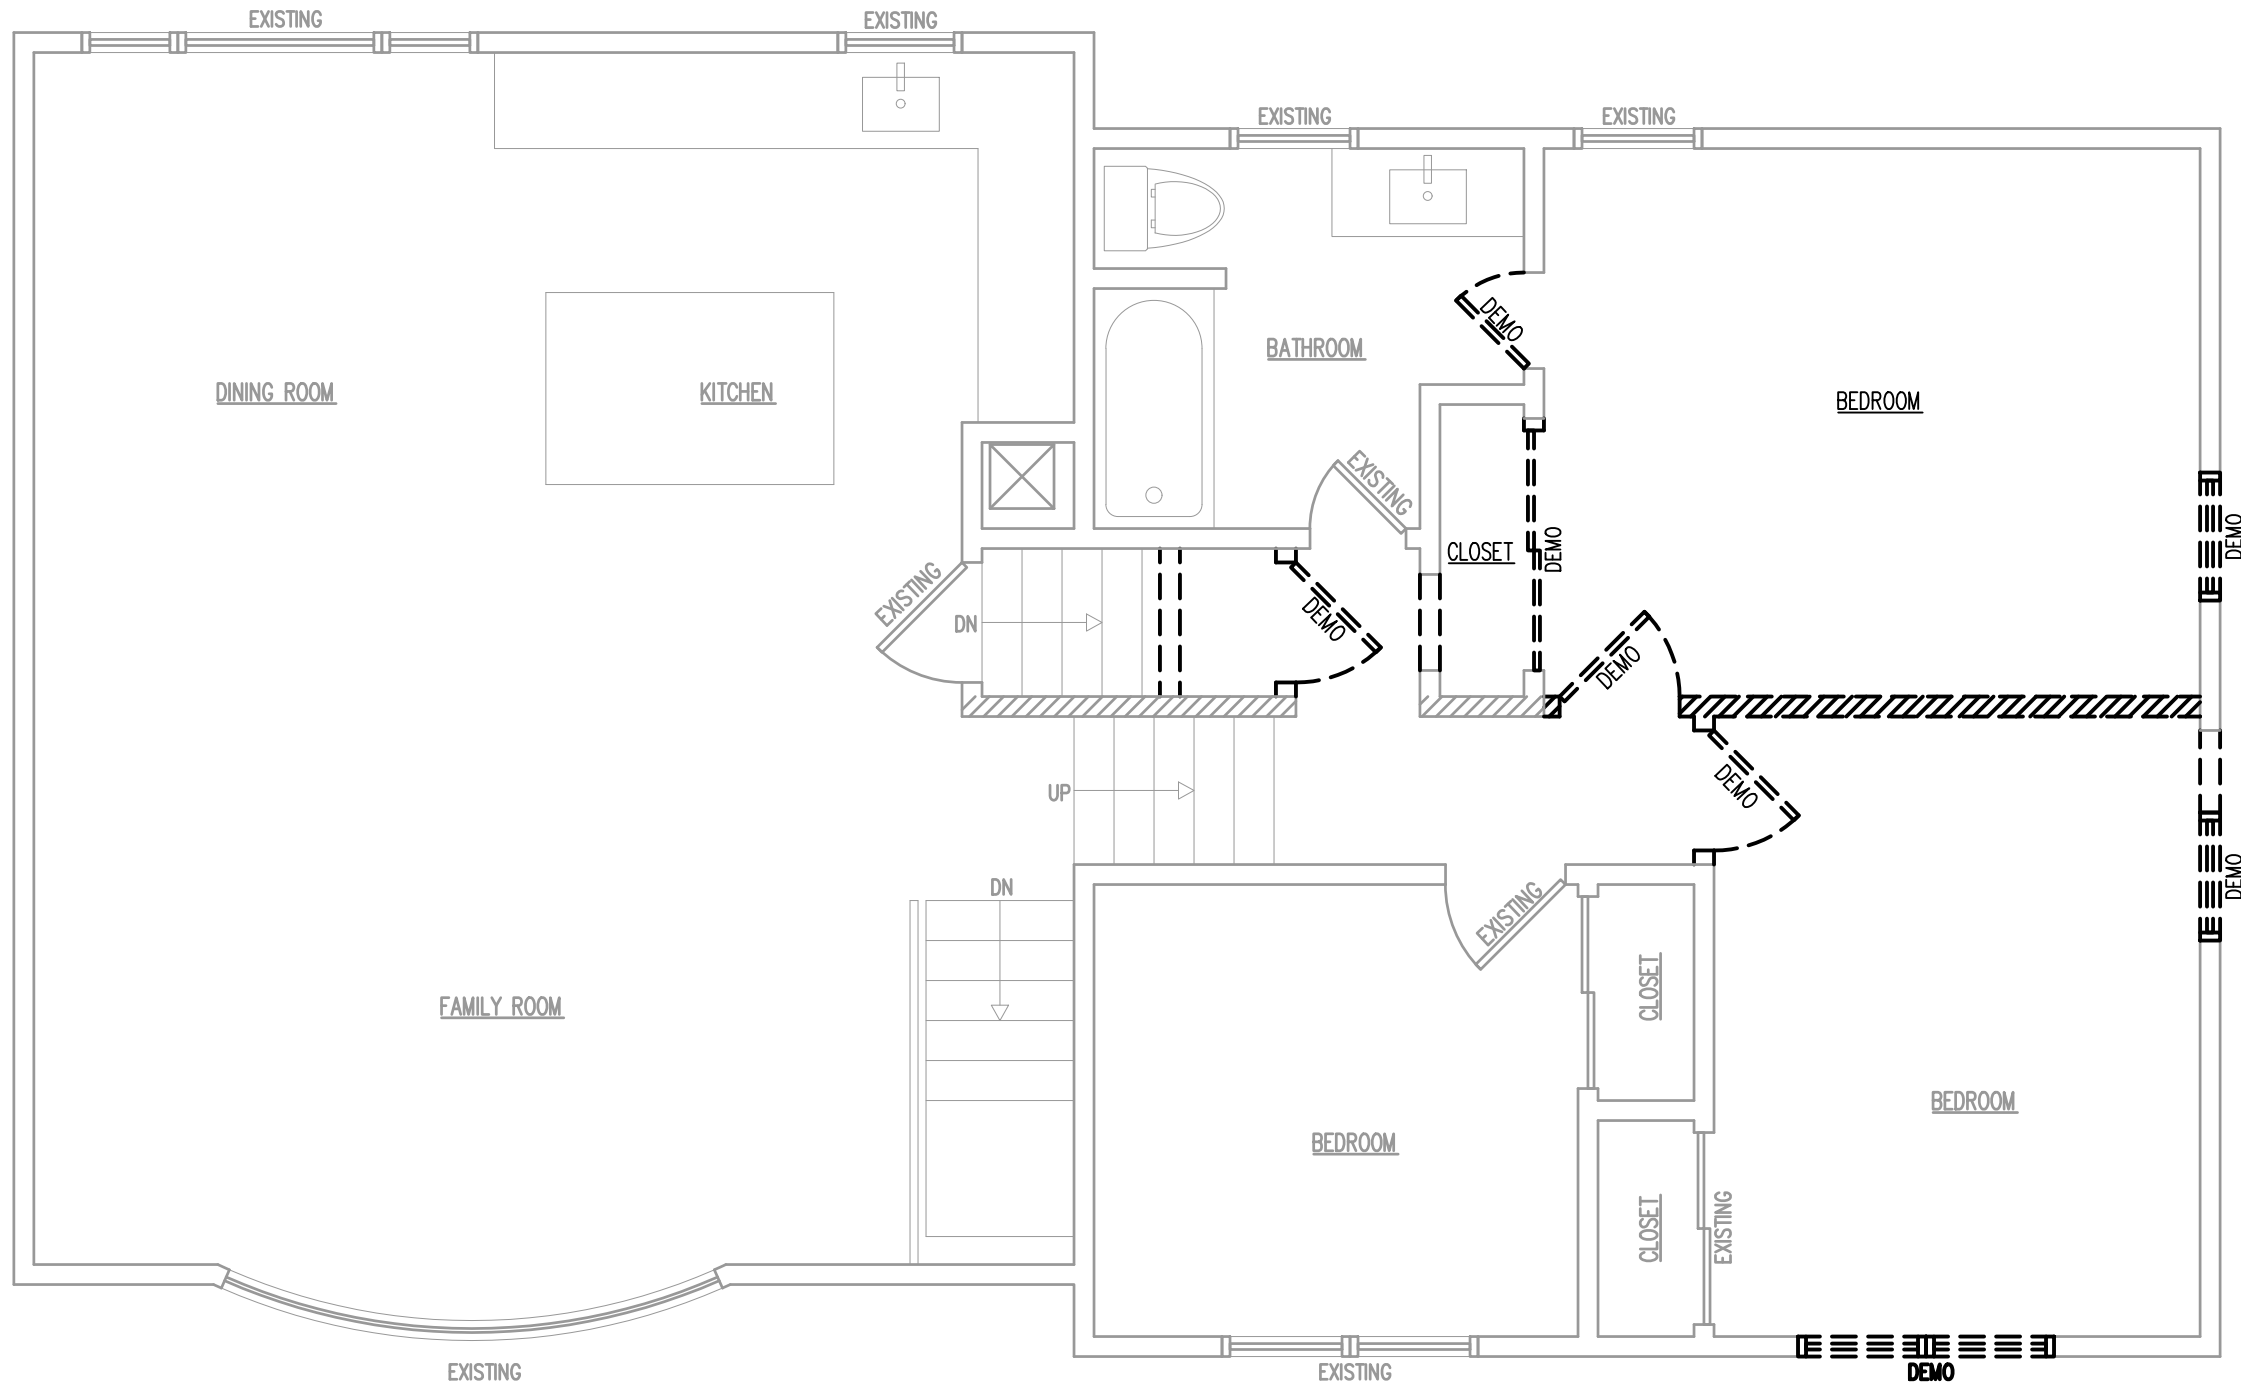 EXISTING
EXISTING
EXISTING
EXISTING
DEMO
BATHROOM
DINING ROOM
KITCHEN
BEDROOM
EXISTING
DEMO
CLOSET
DEMO
EXISTING
DN
DEMO
DEMO
DEMO
UP
DEMO
DN
EXISTING
CLOSET
FAMILY ROOM
BEDROOM
BEDROOM
CLOSET
EXISTING
EXISTING
EXISTING
DEMO